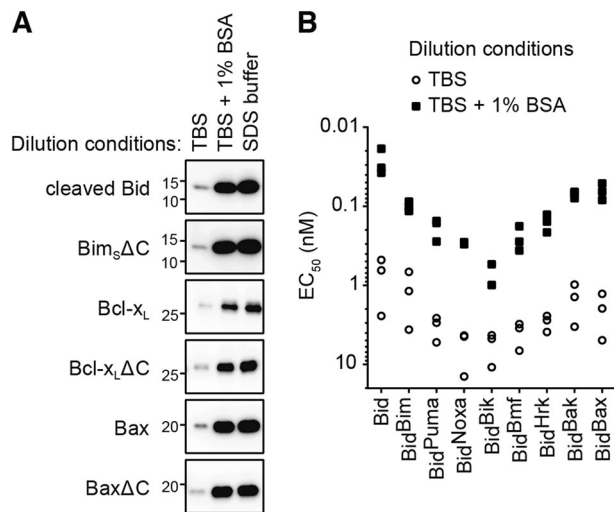 A
Dilution conditions:
TBS
TBS + 1% BSA
SDS buffer
cleaved Bid
15
10
BimSΔC
15
10
Bcl-xL
25
Bcl-xLΔC
25
Bax
20
BaxΔC
20
B
Dilution conditions
TBS
TBS + 1% BSA
EC50 (nM)
0.01
0.1
1
10
Bid
BidBim
BidPuma
BidNoxa
BidBik
BidBmf
BidHrk
BidBak
BidBax